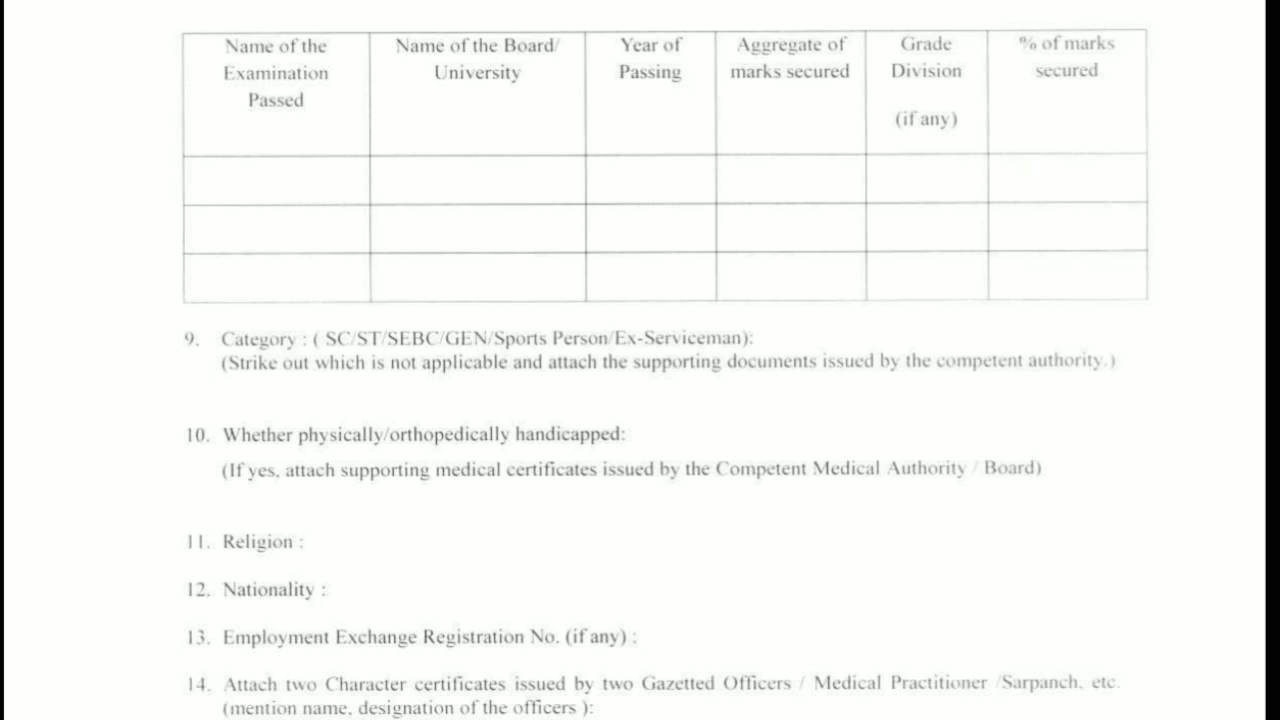 Name of the Examination Passed
Name of the Board/ University
Year of Passing
Aggregate of marks secured
Grade Division (if any)
% of marks secured
9. Category : ( SC/ST/SEBC/GEN/Sports Person/Ex-Serviceman):
(Strike out which is not applicable and attach the supporting documents issued by the competent authority.)
10. Whether physically/orthopedically handicapped:
(If yes, attach supporting medical certificates issued by the Competent Medical Authority / Board)
11. Religion :
12. Nationality :
13. Employment Exchange Registration No. (if any) :
14. Attach two Character certificates issued by two Gazetted Officers / Medical Practitioner /Sarpanch, etc.
(mention name, designation of the officers ):